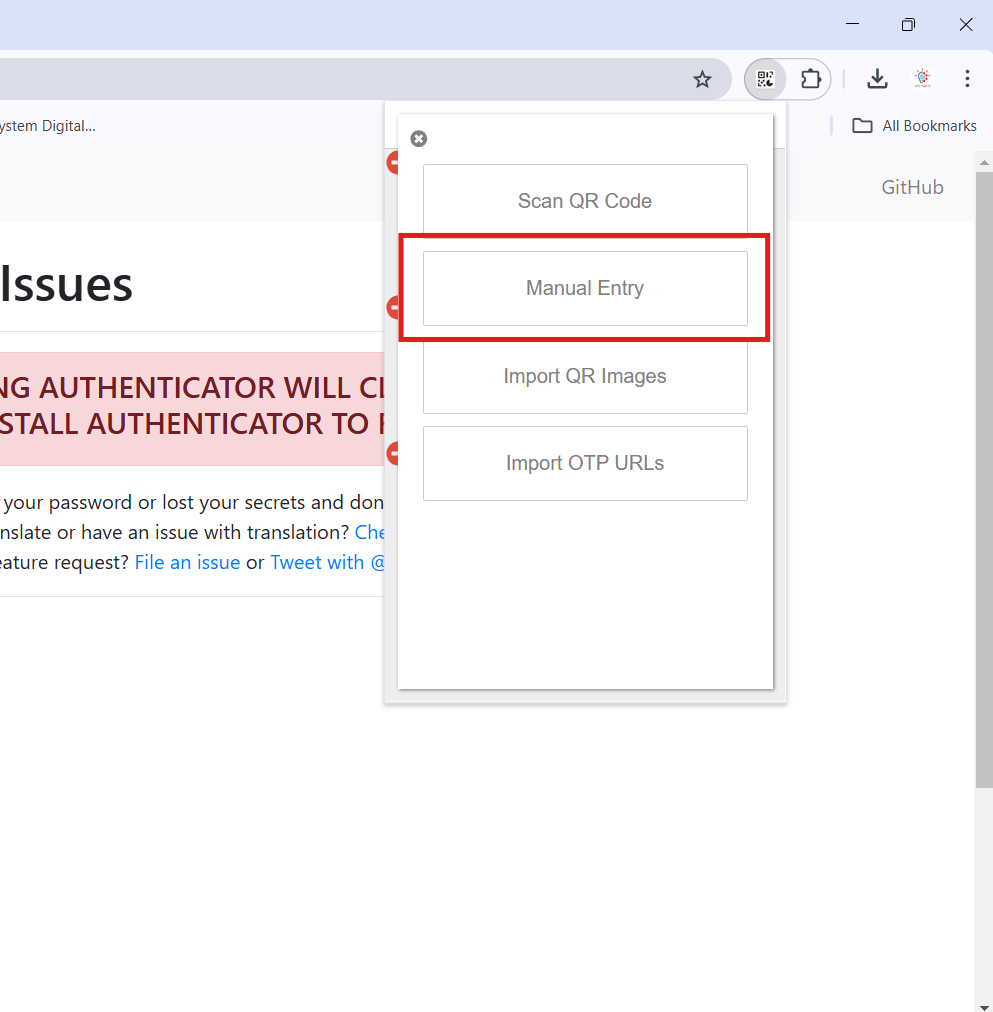 ystem Digital...
All Bookmarks
GitHub
Scan QR Code
Manual Entry
Import QR Images
Import OTP URLs
Issues
NG AUTHENTICATOR WILL CL
STALL AUTHENTICATOR TO
your password or lost your secrets and don
nslate or have an issue with translation? Che
eature request? File an issue or Tweet with @